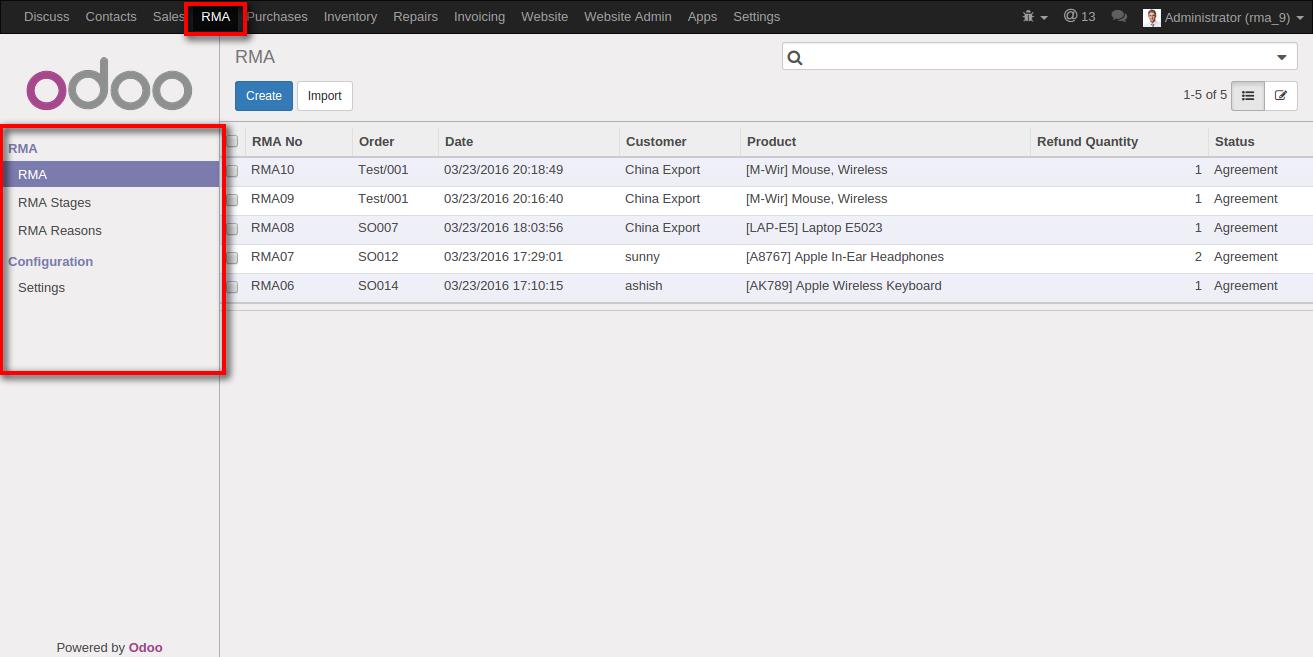 Discuss Contacts Sales RMA Purchases Inventory Repairs Invoicing Website Website Admin Apps Settings @ 13 Administrator (rma_9)
odoo
RMA
Create Import 1-5 of 5
RMA
RMA
RMA Stages
RMA Reasons
Configuration
Settings
RMA No Order Date Customer Product Refund Quantity Status
RMA10 Test/001 03/23/2016 20:18:49 China Export [M-Wir] Mouse, Wireless 1 Agreement
RMA09 Test/001 03/23/2016 20:16:40 China Export [M-Wir] Mouse, Wireless 1 Agreement
RMA08 SO007 03/23/2016 18:03:56 China Export [LAP-E5] Laptop E5023 1 Agreement
RMA07 SO012 03/23/2016 17:29:01 sunny [A8767] Apple In-Ear Headphones 2 Agreement
RMA06 SO014 03/23/2016 17:10:15 ashish [AK789] Apple Wireless Keyboard 1 Agreement
Powered by Odoo